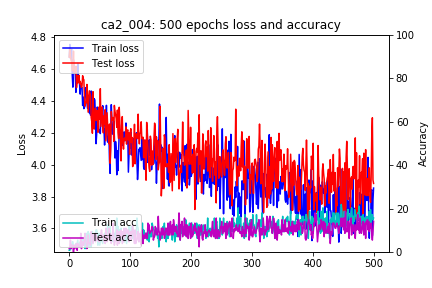 ca2_004: 500 epochs loss and accuracy
4.8
4.6
4.4
4.2
4.0
3.8
3.6
Loss
100
80
60
40
20
0
Accuracy
Train loss
Test loss
Train acc
Test acc
0
100
200
300
400
500